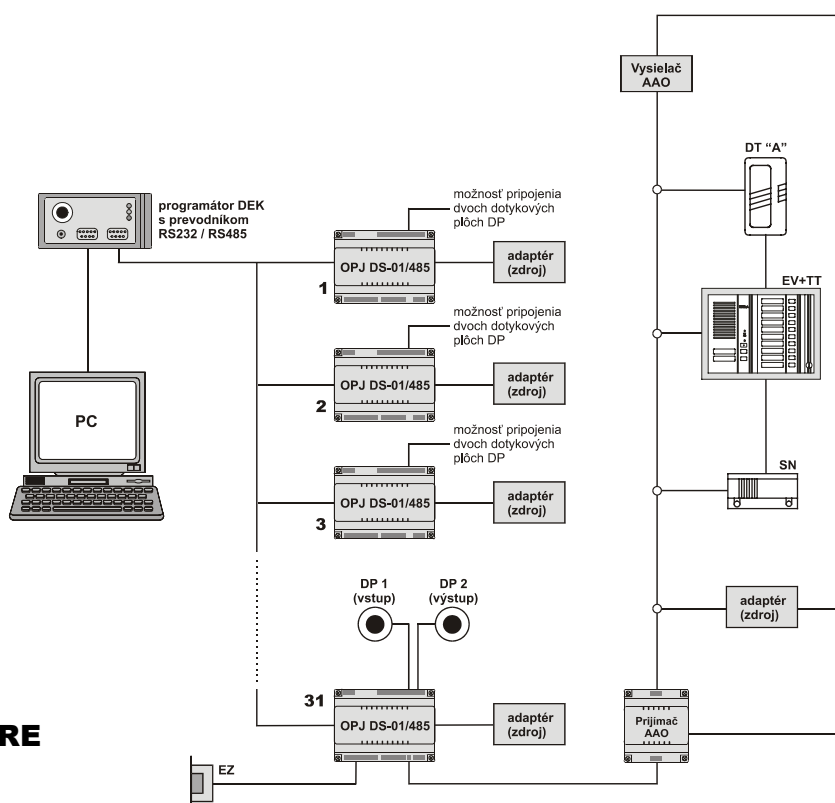 Vysielač
AAO
DT “A”
programátor DEK
s prevodníkom
RS232 / RS485
možnosť pripojenia
dvoch dotykových
plôch DP
OPJ DS-01/485
adaptér
(zdroj)
1
EV+TT
možnosť pripojenia
dvoch dotykových
plôch DP
OPJ DS-01/485
adaptér
(zdroj)
2
PC
možnosť pripojenia
dvoch dotykových
plôch DP
SN
OPJ DS-01/485
adaptér
(zdroj)
3
DP 1
(vstup)
DP 2
(výstup)
adaptér
(zdroj)
31
OPJ DS-01/485
adaptér
(zdroj)
Prijímač
AAO
RE
EZ